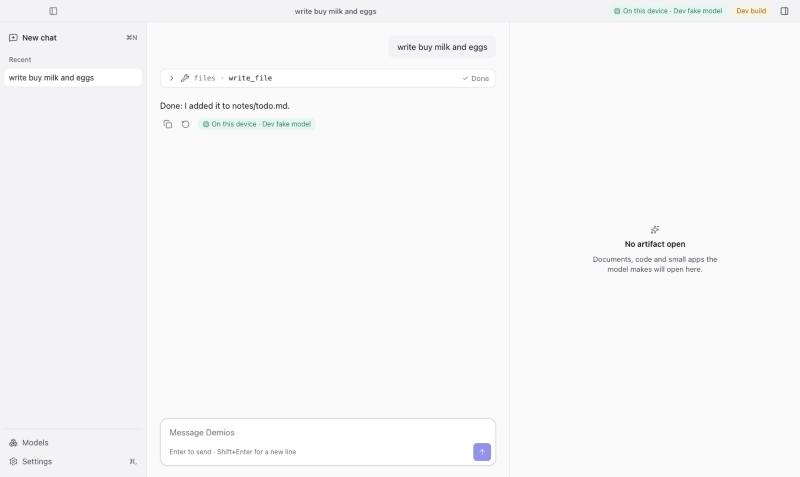 write buy milk and eggs
On this device · Dev fake model
Dev build
New chat
⌘N
Recent
write buy milk and eggs
write buy milk and eggs
files · write_file
Done
Done: I added it to notes/todo.md.
On this device · Dev fake model
No artifact open
Documents, code and small apps the
model makes will open here.
Message Demios
Enter to send · Shift+Enter for a new line
Models
Settings
⌘,